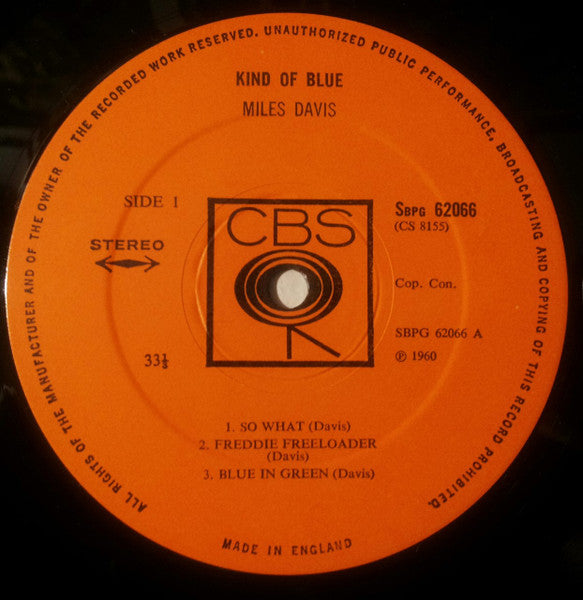 ALL RIGHTS OF THE MANUFACTURER AND OF THE OWNER OF THE RECORDED WORK RESERVED. UNAUTHORIZED PUBLIC PERFORMANCE, BROADCASTING AND COPYING OF THIS RECORD PROHIBITED.
KIND OF BLUE
MILES DAVIS
SIDE 1
STEREO
33⅓
CBS
SBPG 62066
(CS 8155)
Cop. Con.
SBPG 62066 A
℗ 1960
1. SO WHAT (Davis)
2. FREDDIE FREELOADER
(Davis)
3. BLUE IN GREEN (Davis)
MADE IN ENGLAND